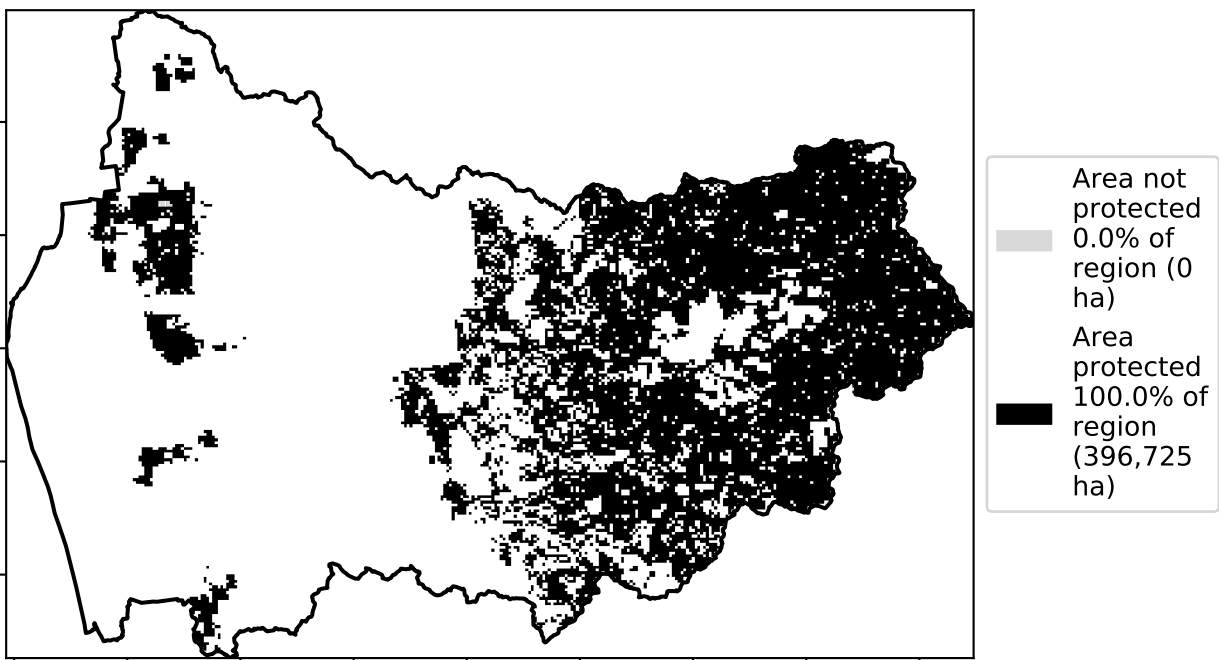 Area not
protected
0.0% of
region (0
ha)
Area
protected
100.0% of
region
(396,725
ha)